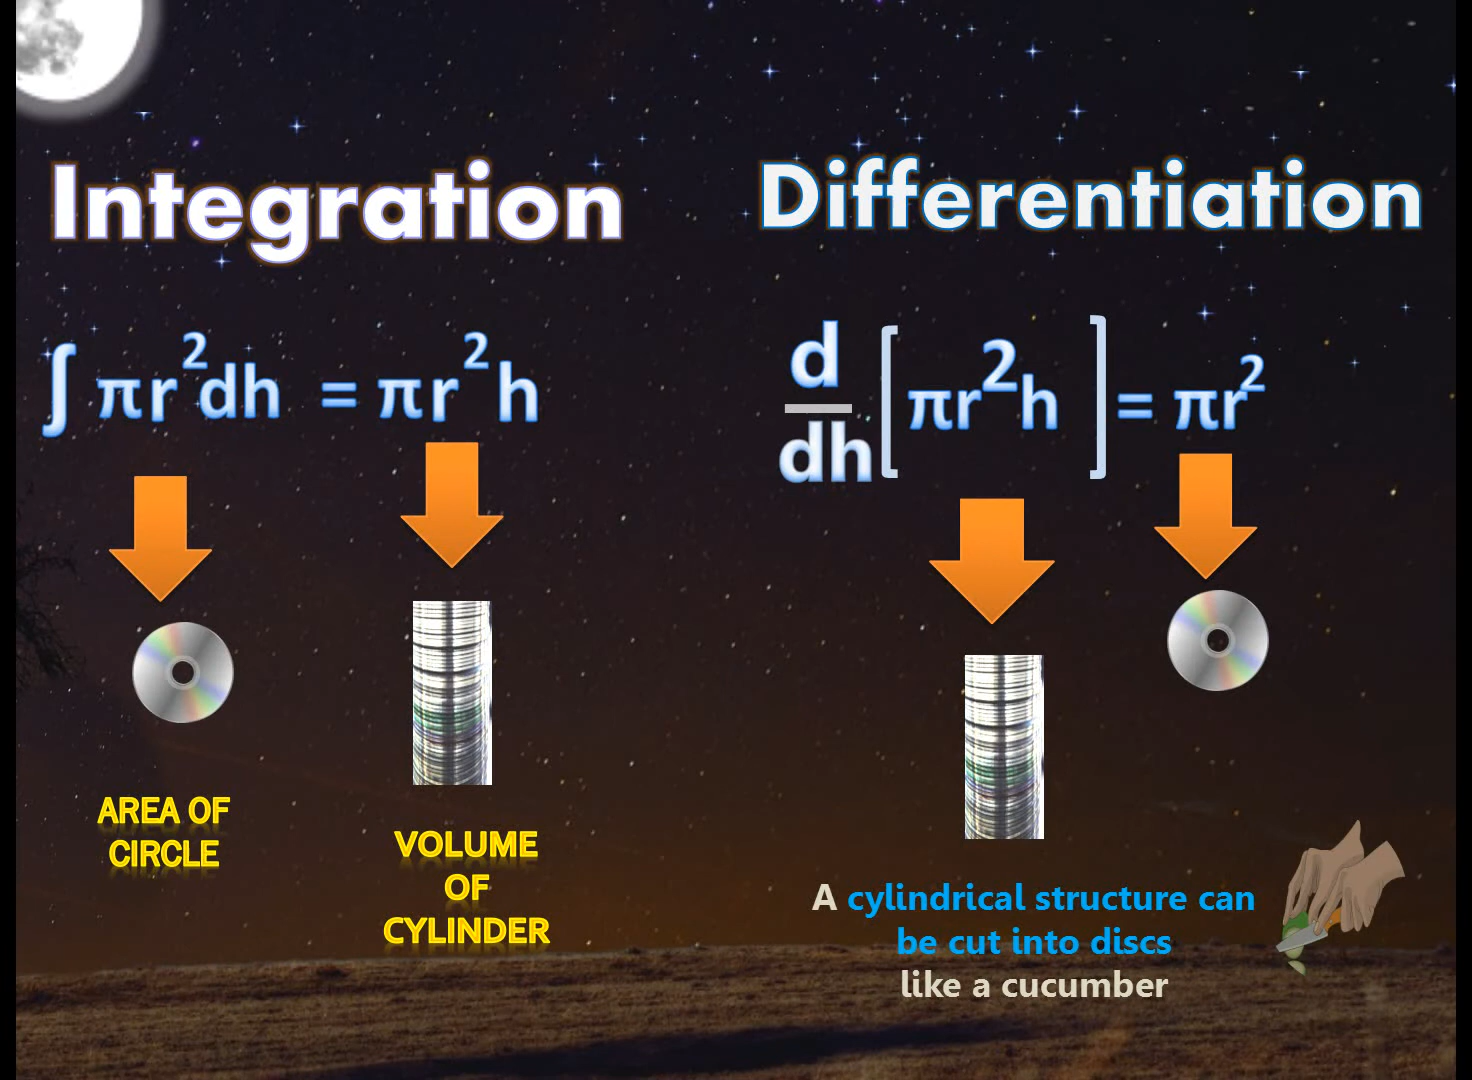 Integration
∫ πr²dh = πr²h
AREA OF
CIRCLE
VOLUME
OF
CYLINDER
Differentiation
d
dh
[πr²h] = πr²
A cylindrical structure can
be cut into discs
like a cucumber